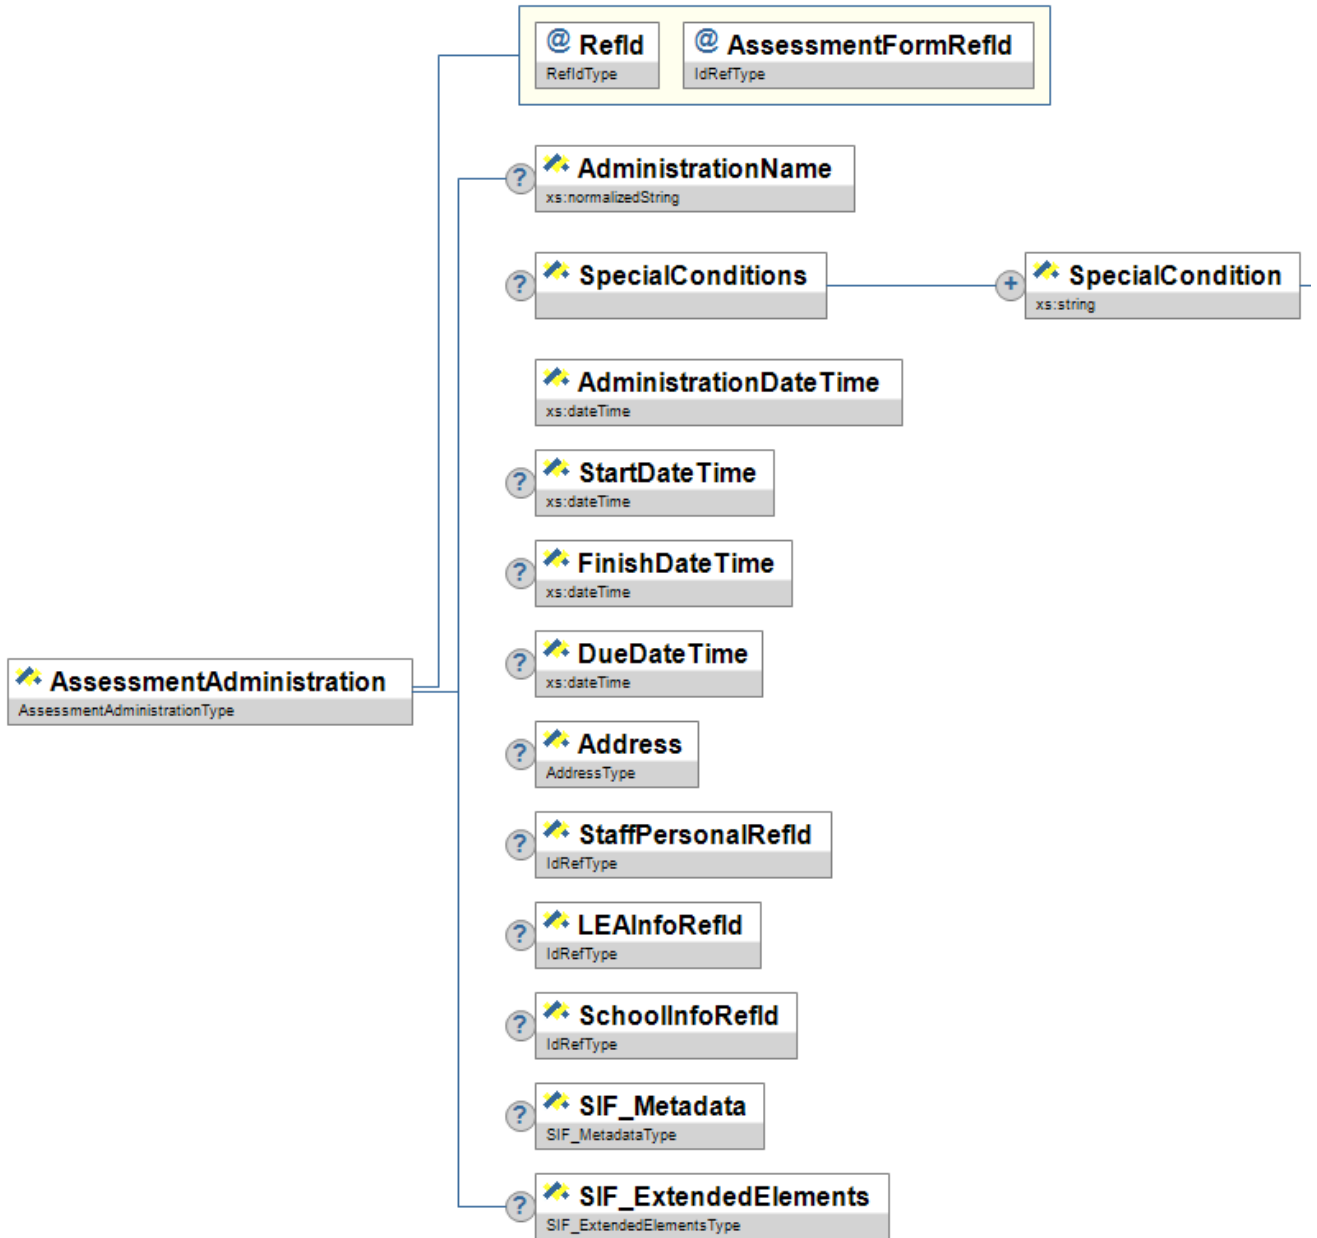 @ RefId
RefIdType
@ AssessmentFormRefId
IdRefType
? AdministrationName
xs:normalizedString
? SpecialConditions
+ SpecialCondition
xs:string
AdministrationDateTime
xs:dateTime
? StartDateTime
xs:dateTime
? FinishDateTime
xs:dateTime
? DueDateTime
xs:dateTime
AssessmentAdministration
AssessmentAdministrationType
? Address
AddressType
? StaffPersonalRefId
IdRefType
? LEAInfoRefId
IdRefType
? SchoolInfoRefId
IdRefType
? SIF_Metadata
SIF_MetadataType
? SIF_ExtendedElements
SIF_ExtendedElementsType